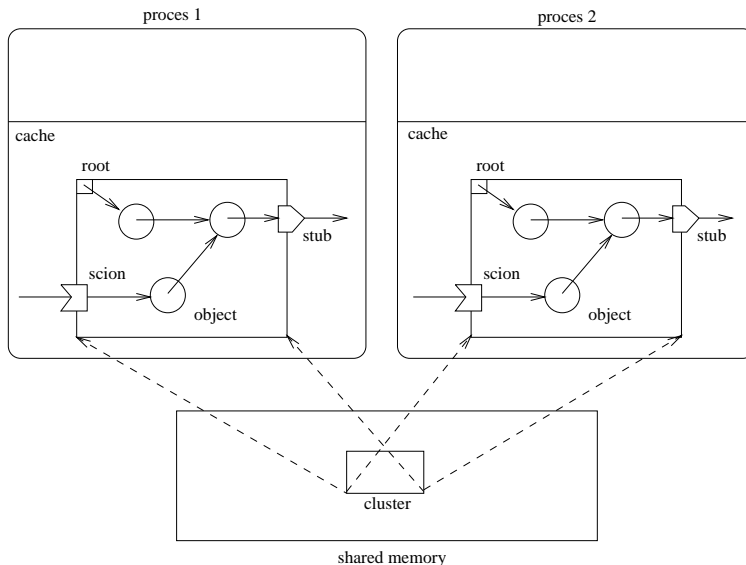 proces 1
proces 2
cache
root
stub
scion
object
cache
root
stub
scion
object
cluster
shared memory